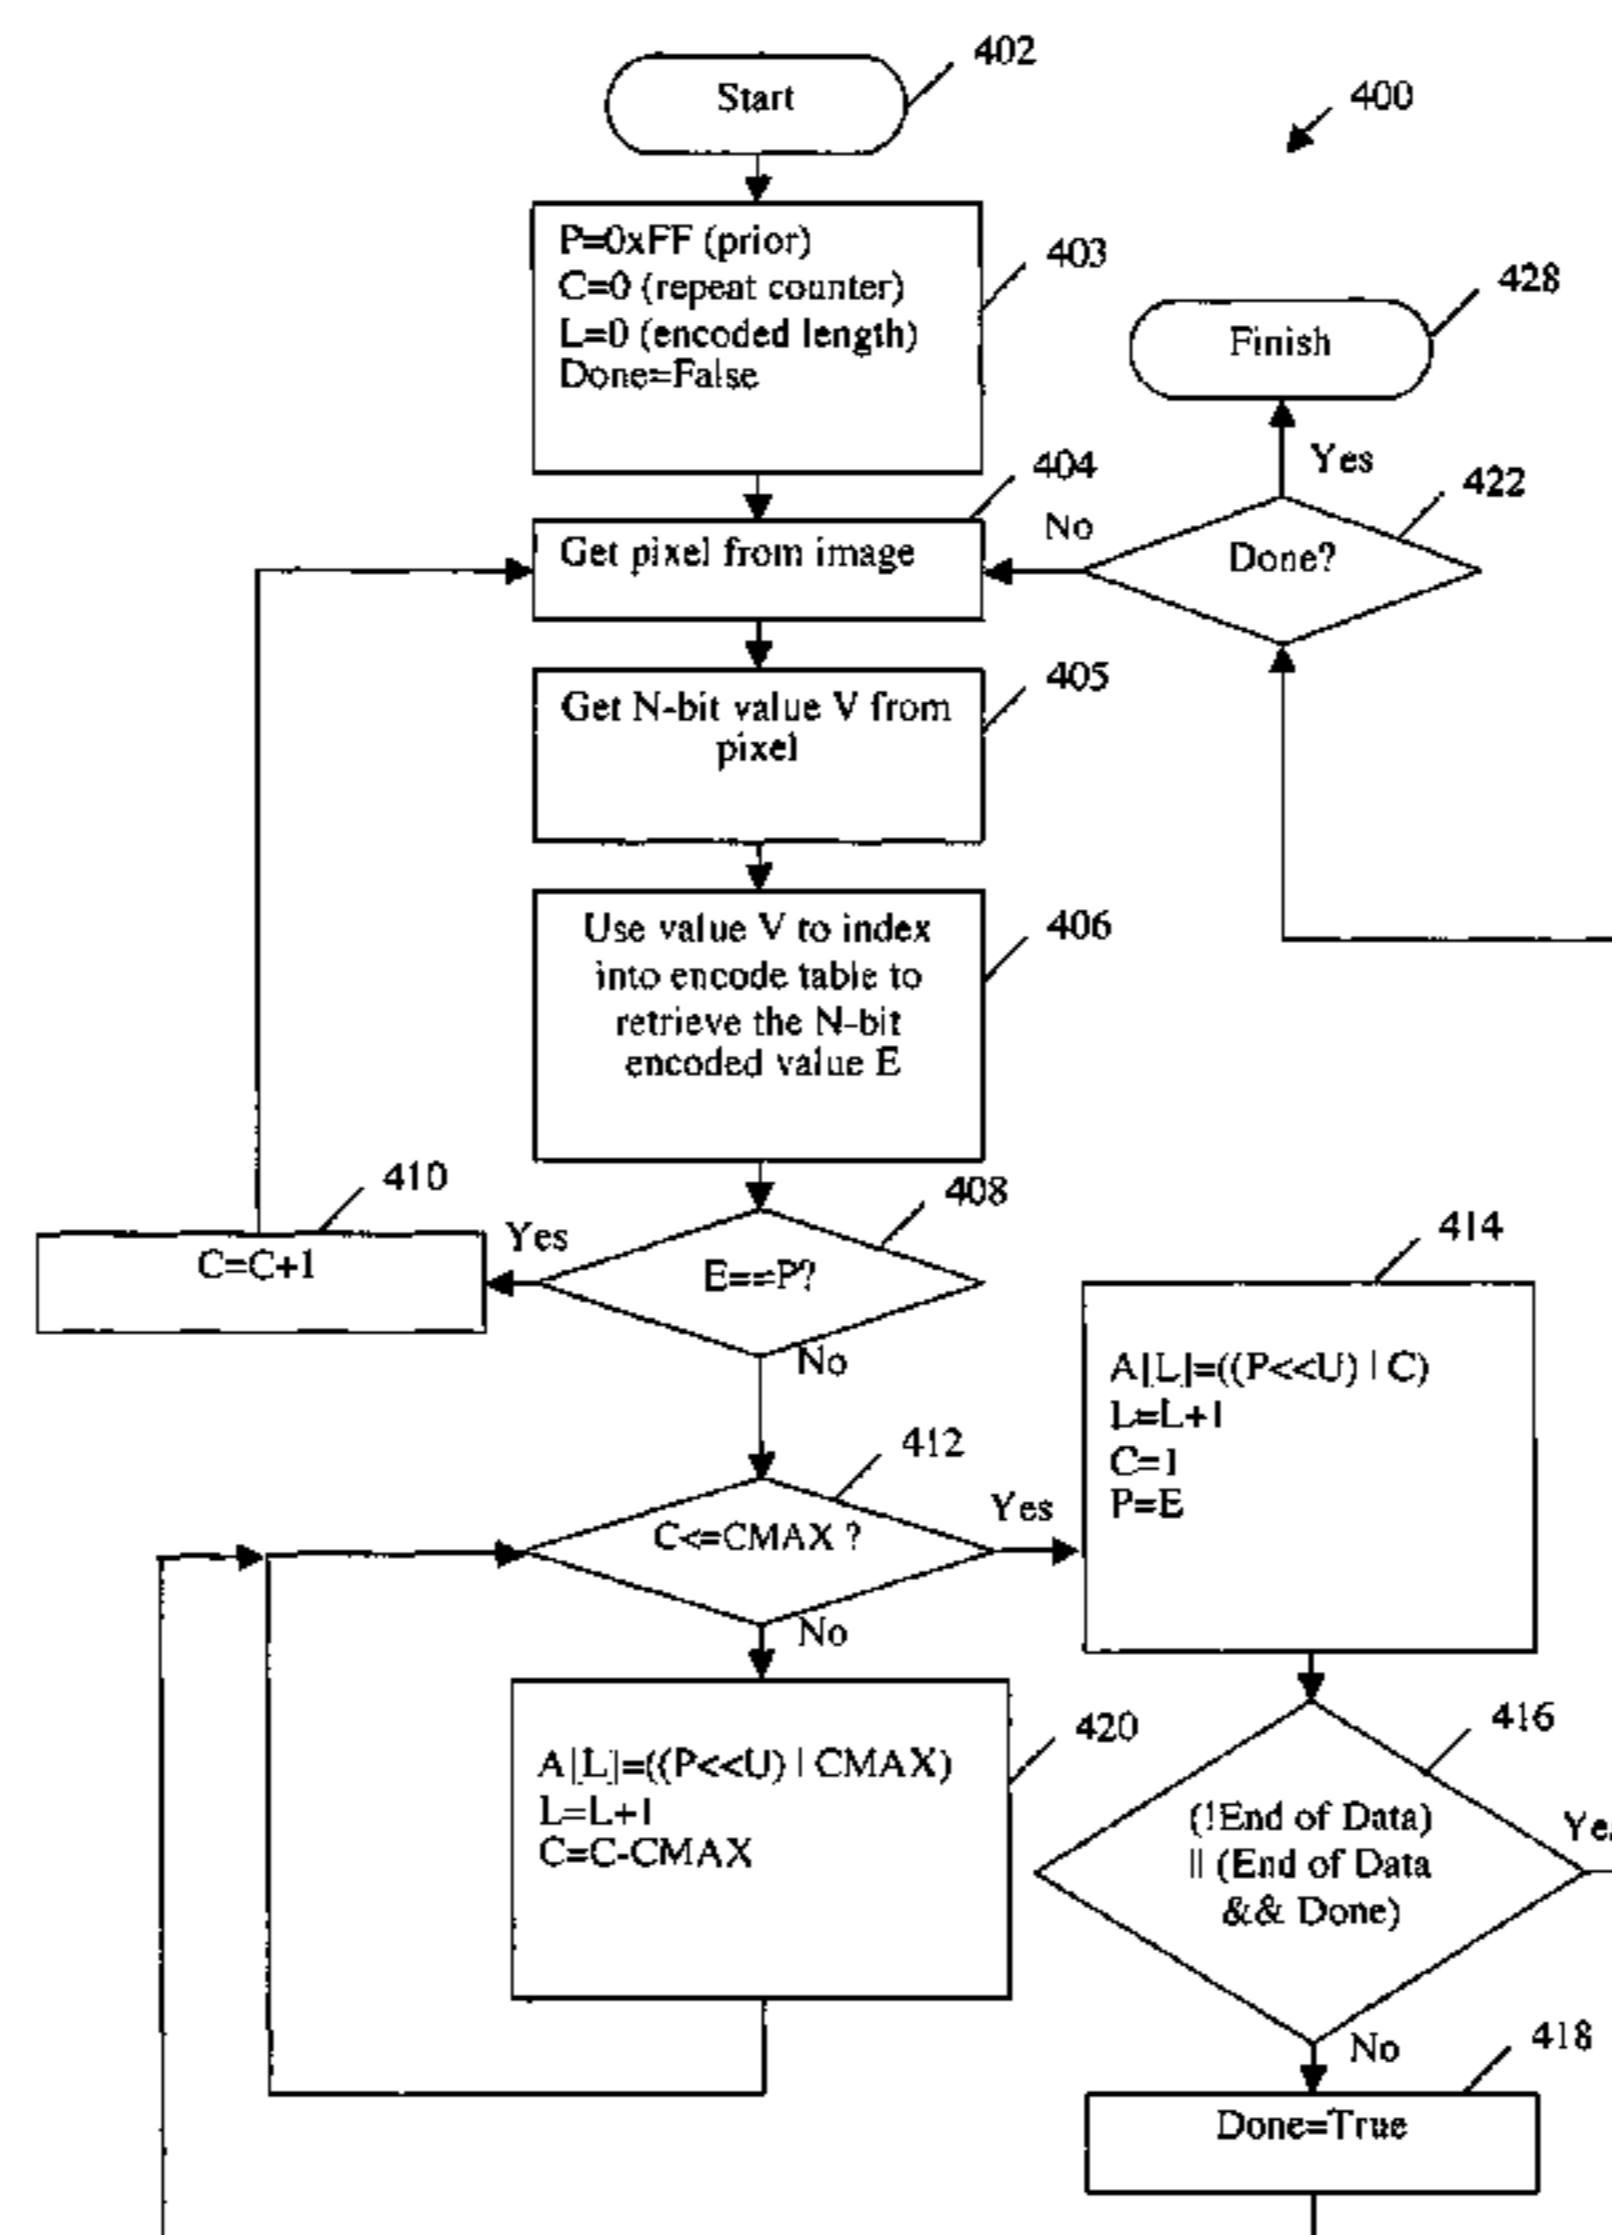 402
Start
400
P=0xFF (prior)
C=0 (repeat counter)
L=0 (encoded length)
Done=False
403
428
Finish
Yes
404
422
No
Get pixel from image
Done?
405
Get N-bit value V from
pixel
406
Use value V to index
into encode table to
retrieve the N-bit
encoded value E
410
408
Yes
C=C+1
E==P?
No
414
A[L]=((P<<U) | C)
L=L+1
C=1
P=E
412
Yes
C<=CMAX ?
No
420
A[L]=((P<<U) | CMAX)
L=L+1
C=C-CMAX
416
(!End of Data)
|| (End of Data
&& Done)
Yes
No
418
Done=True